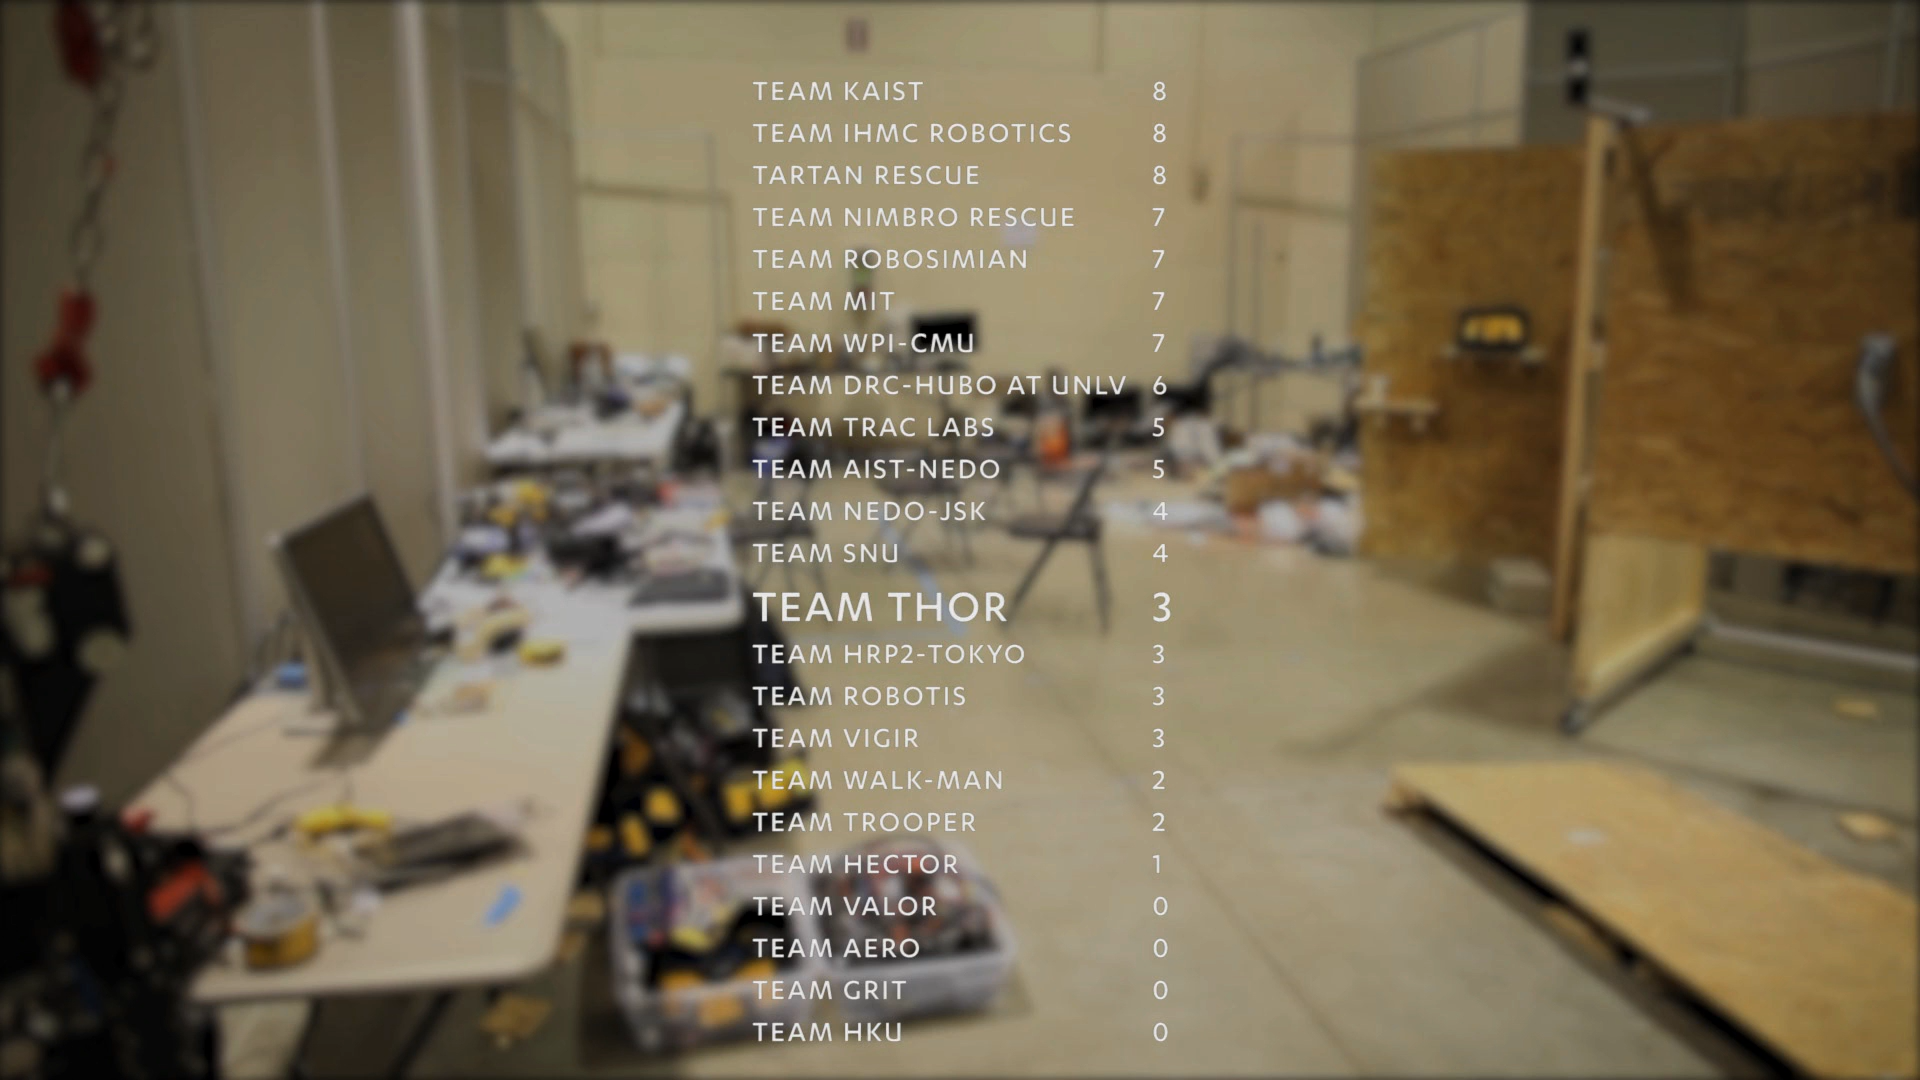 TEAM KAIST 8
TEAM IHMC ROBOTICS 8
TARTAN RESCUE 8
TEAM NIMBRO RESCUE 7
TEAM ROBOSIMIAN 7
TEAM MIT 7
TEAM WPI-CMU 7
TEAM DRC-HUBO AT UNLV 6
TEAM TRAC LABS 5
TEAM AIST-NEDO 5
TEAM NEDO-JSK 4
TEAM SNU 4
TEAM THOR 3
TEAM HRP2-TOKYO 3
TEAM ROBOTIS 3
TEAM VIGIR 3
TEAM WALK-MAN 2
TEAM TROOPER 2
TEAM HECTOR 1
TEAM VALOR 0
TEAM AERO 0
TEAM GRIT 0
TEAM HKU 0